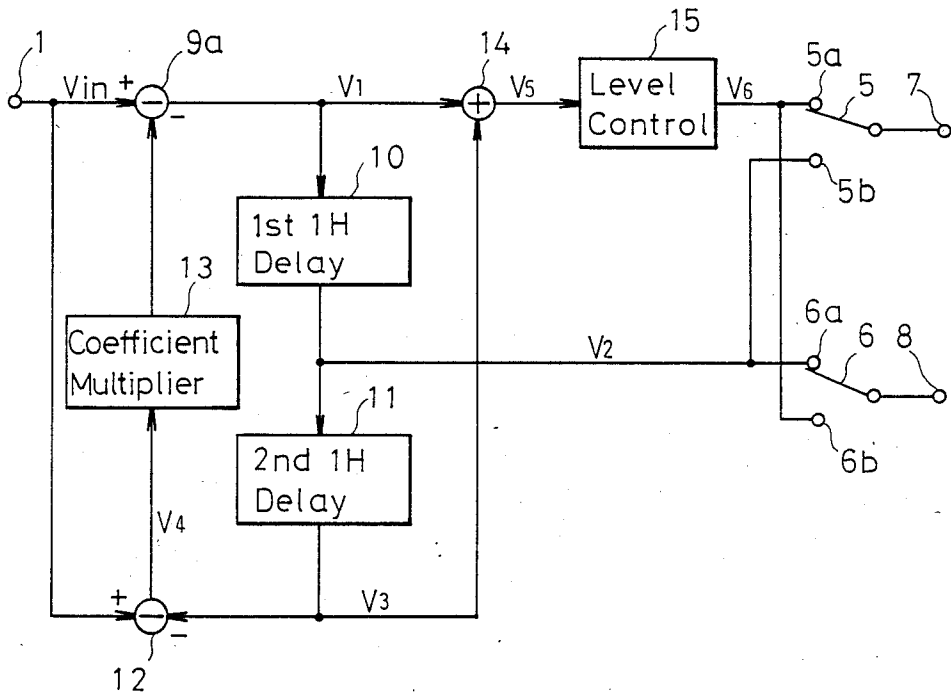 1
9a
14
15
5a
5
7
Vin
+
−
−
V1
+
V5
Level
Control
V6
10
5b
1st 1H
Delay
13
Coefficient
Multiplier
6a
6
8
V2
11
6b
2nd 1H
Delay
V4
+
−
−
V3
12